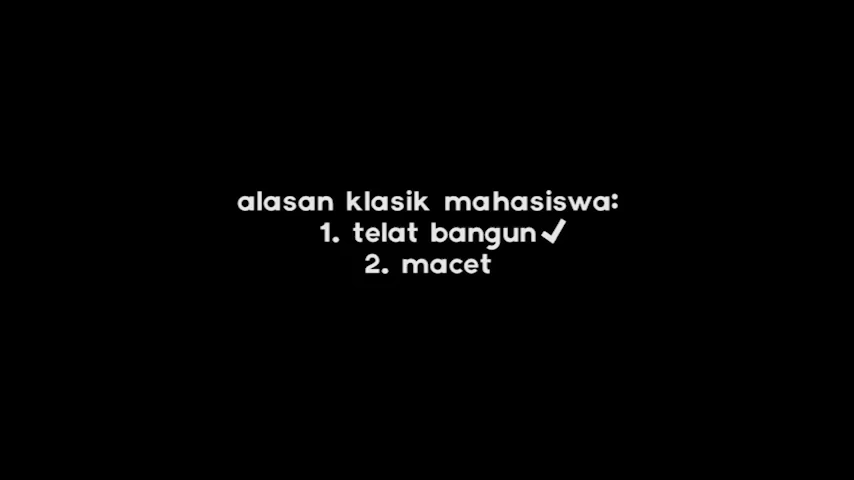 alasan klasik mahasiswa:
1. telat bangun✓
2. macet